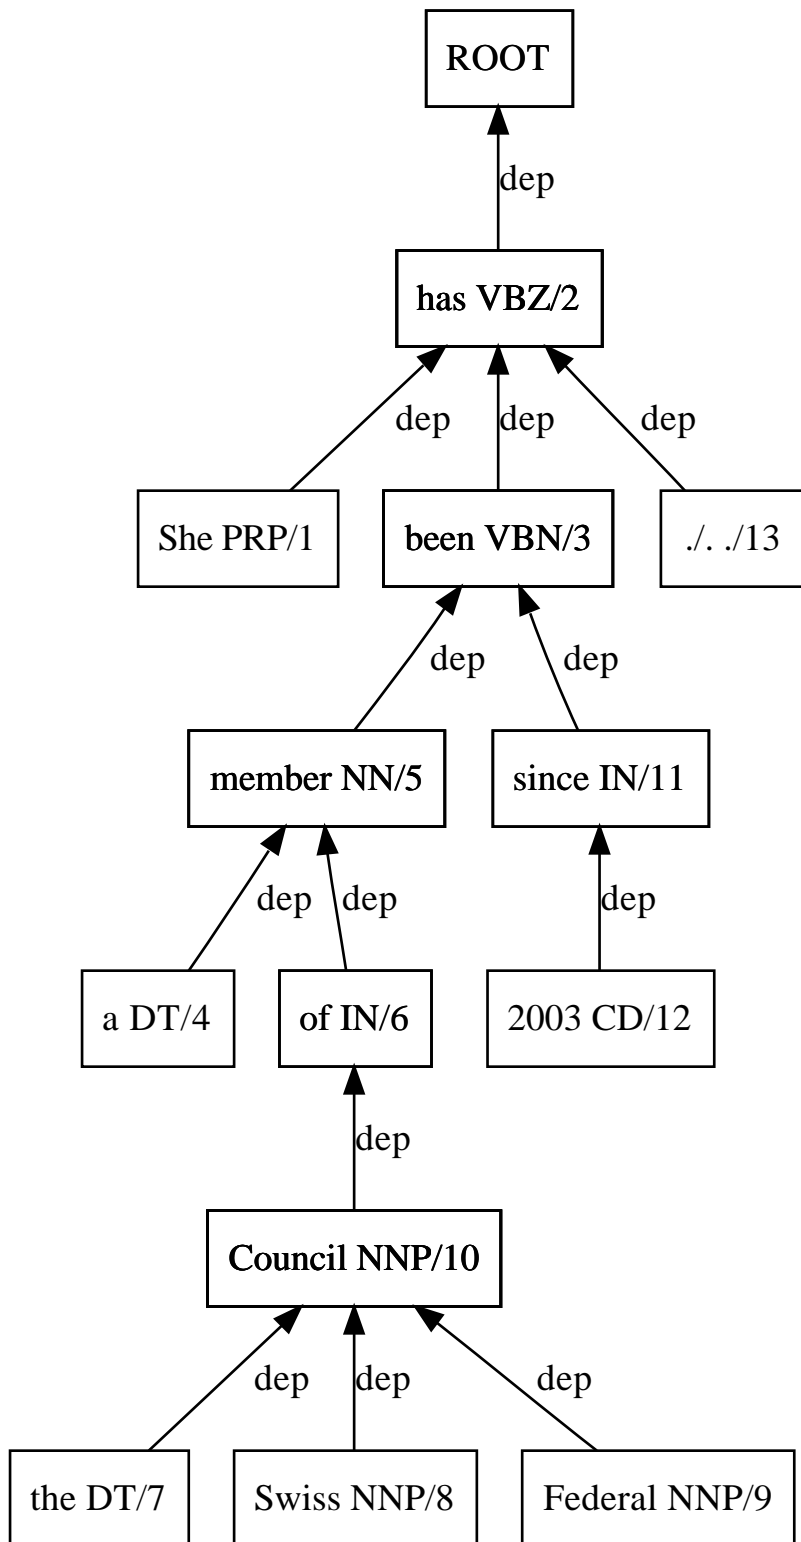 ROOT
dep
has VBZ/2
dep dep dep
She PRP/1 been VBN/3 ./. ./13
dep dep
member NN/5 since IN/11
dep dep dep
a DT/4 of IN/6 2003 CD/12
dep
Council NNP/10
dep dep dep
the DT/7 Swiss NNP/8 Federal NNP/9